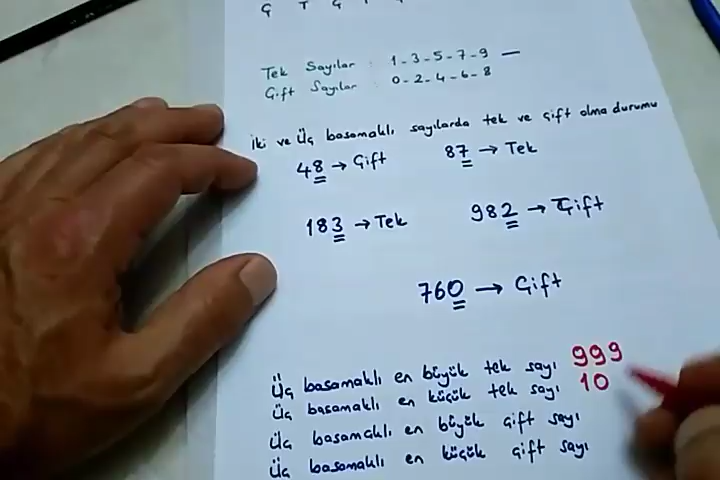 Ç T Ç T Ç
Tek Sayılar : 1-3-5-7-9 —
Çift Sayılar : 0-2-4-6-8
İki ve Üç basamaklı sayılarda tek ve çift olma durumu
48 → Çift 87 → Tek
183 → Tek 982 → Çift
760 → Çift
Üç basamaklı en büyük tek sayı 999
Üç basamaklı en küçük tek sayı 10
Üç basamaklı en büyük çift sayı
Üç basamaklı en küçük çift sayı